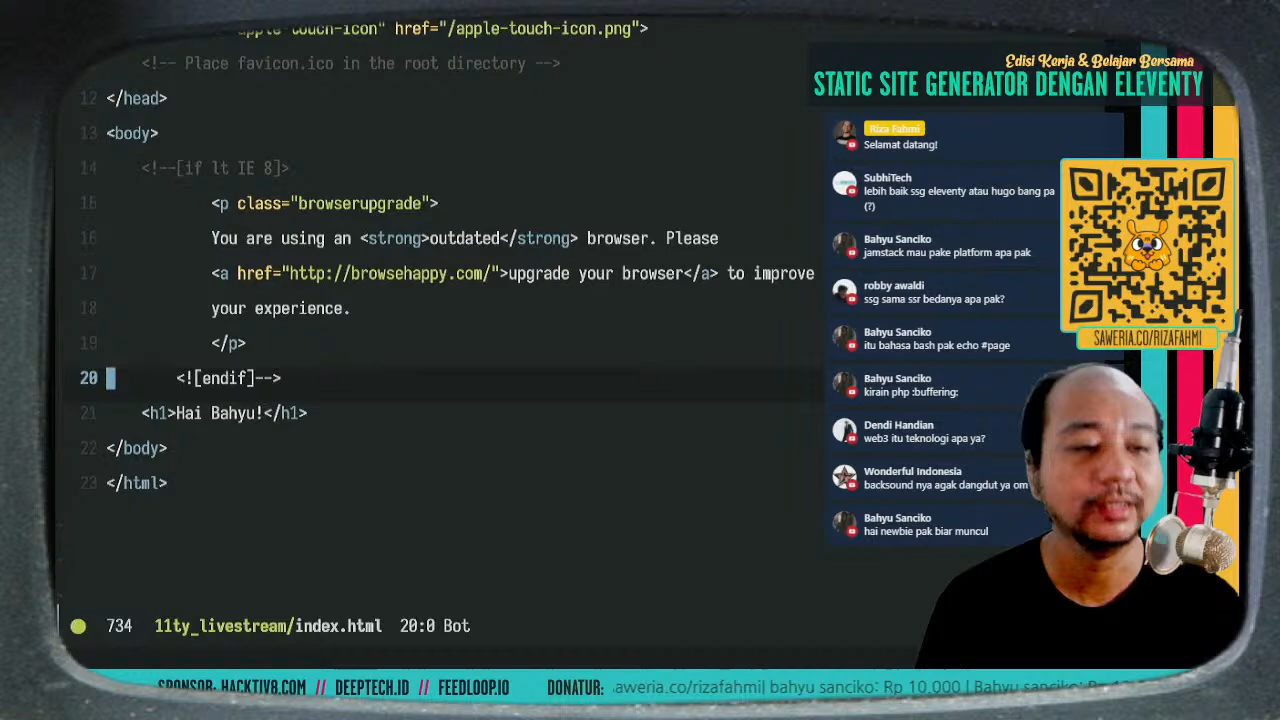 apple-touch-icon" href="/apple-touch-icon.png">
<!-- Place favicon.ico in the root directory -->
12 </head>
13 <body>
14 <!--[if lt IE 8]>
15 <p class="browserupgrade">
16 You are using an <strong>outdated</strong> browser. Please
17 <a href="http://browsehappy.com/">upgrade your browser</a> to improve
18 your experience.
19 </p>
20 <![endif]-->
21 <h1>Hai Bahyu!</h1>
22 </body>
23 </html>
734 11ty_livestream/index.html 20:0 Bot
Edisi Kerja & Belajar Bersama
STATIC SITE GENERATOR DENGAN ELEVENTY
Riza Fahmi
Selamat datang!
SubhiTech
lebih baik ssg eleventy atau hugo bang pa
(?)
Bahyu Sanciko
jamstack mau pake platform apa pak
robby awaldi
ssg sama ssr bedanya apa pak?
Bahyu Sanciko
itu bahasa bash pak echo #page
Bahyu Sanciko
kirain php :buffering:
Dendi Handian
web3 itu teknologi apa ya?
Wonderful Indonesia
backsound nya agak dangdut ya om
Bahyu Sanciko
hai newbie pak biar muncul
SAWERIA.CO/RIZAFAHMI
SPONSOR: HACKTIV8.COM // DEEPTECH.ID // FEEDLOOP.IO DONATUR: saweria.co/rizafahmi| bahyu sanciko: Rp 10.000 | Bahyu sanciko: Rp